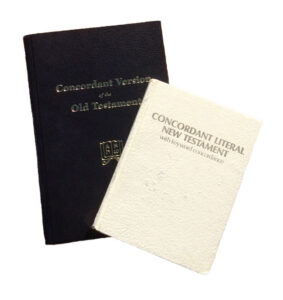 Concordant Version
of the
Old Testament
CONCORDANT LITERAL
NEW TESTAMENT
with keyword concordance